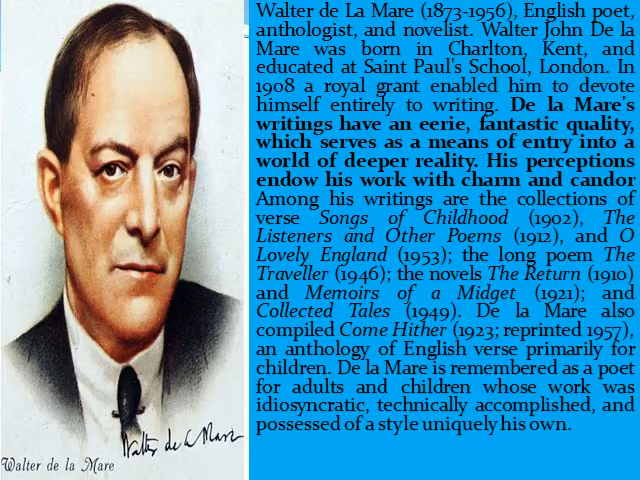 Walter de La Mare (1873-1956), English poet,
anthologist, and novelist. Walter John De la
Mare was born in Charlton, Kent, and
educated at Saint Paul's School, London. In
1908 a royal grant enabled him to devote
himself entirely to writing. De la Mare's
writings have an eerie, fantastic quality,
which serves as a means of entry into a
world of deeper reality. His perceptions
endow his work with charm and candor
Among his writings are the collections of
verse Songs of Childhood (1902), The
Listeners and Other Poems (1912), and O
Lovely England (1953); the long poem The
Traveller (1946); the novels The Return (1910)
and Memoirs of a Midget (1921); and
Collected Tales (1949). De la Mare also
compiled Come Hither (1923; reprinted 1957),
an anthology of English verse primarily for
children. De la Mare is remembered as a poet
for adults and children whose work was
idiosyncratic, technically accomplished, and
possessed of a style uniquely his own.
Walter de la Mare
Walter de la Mare